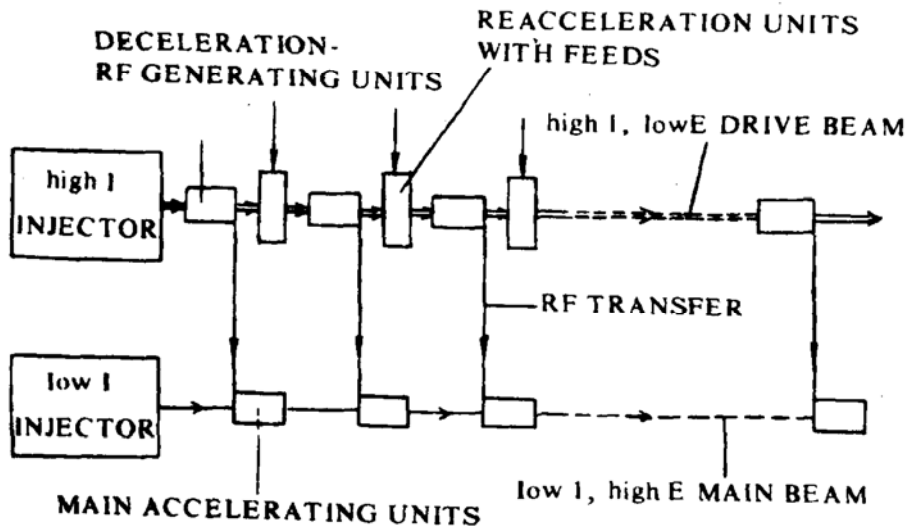 DECELERATION-
RF GENERATING UNITS
REACCELERATION UNITS
WITH FEEDS
high I, lowE DRIVE BEAM
high I
INJECTOR
RF TRANSFER
low I
INJECTOR
low I, high E MAIN BEAM
MAIN ACCELERATING UNITS